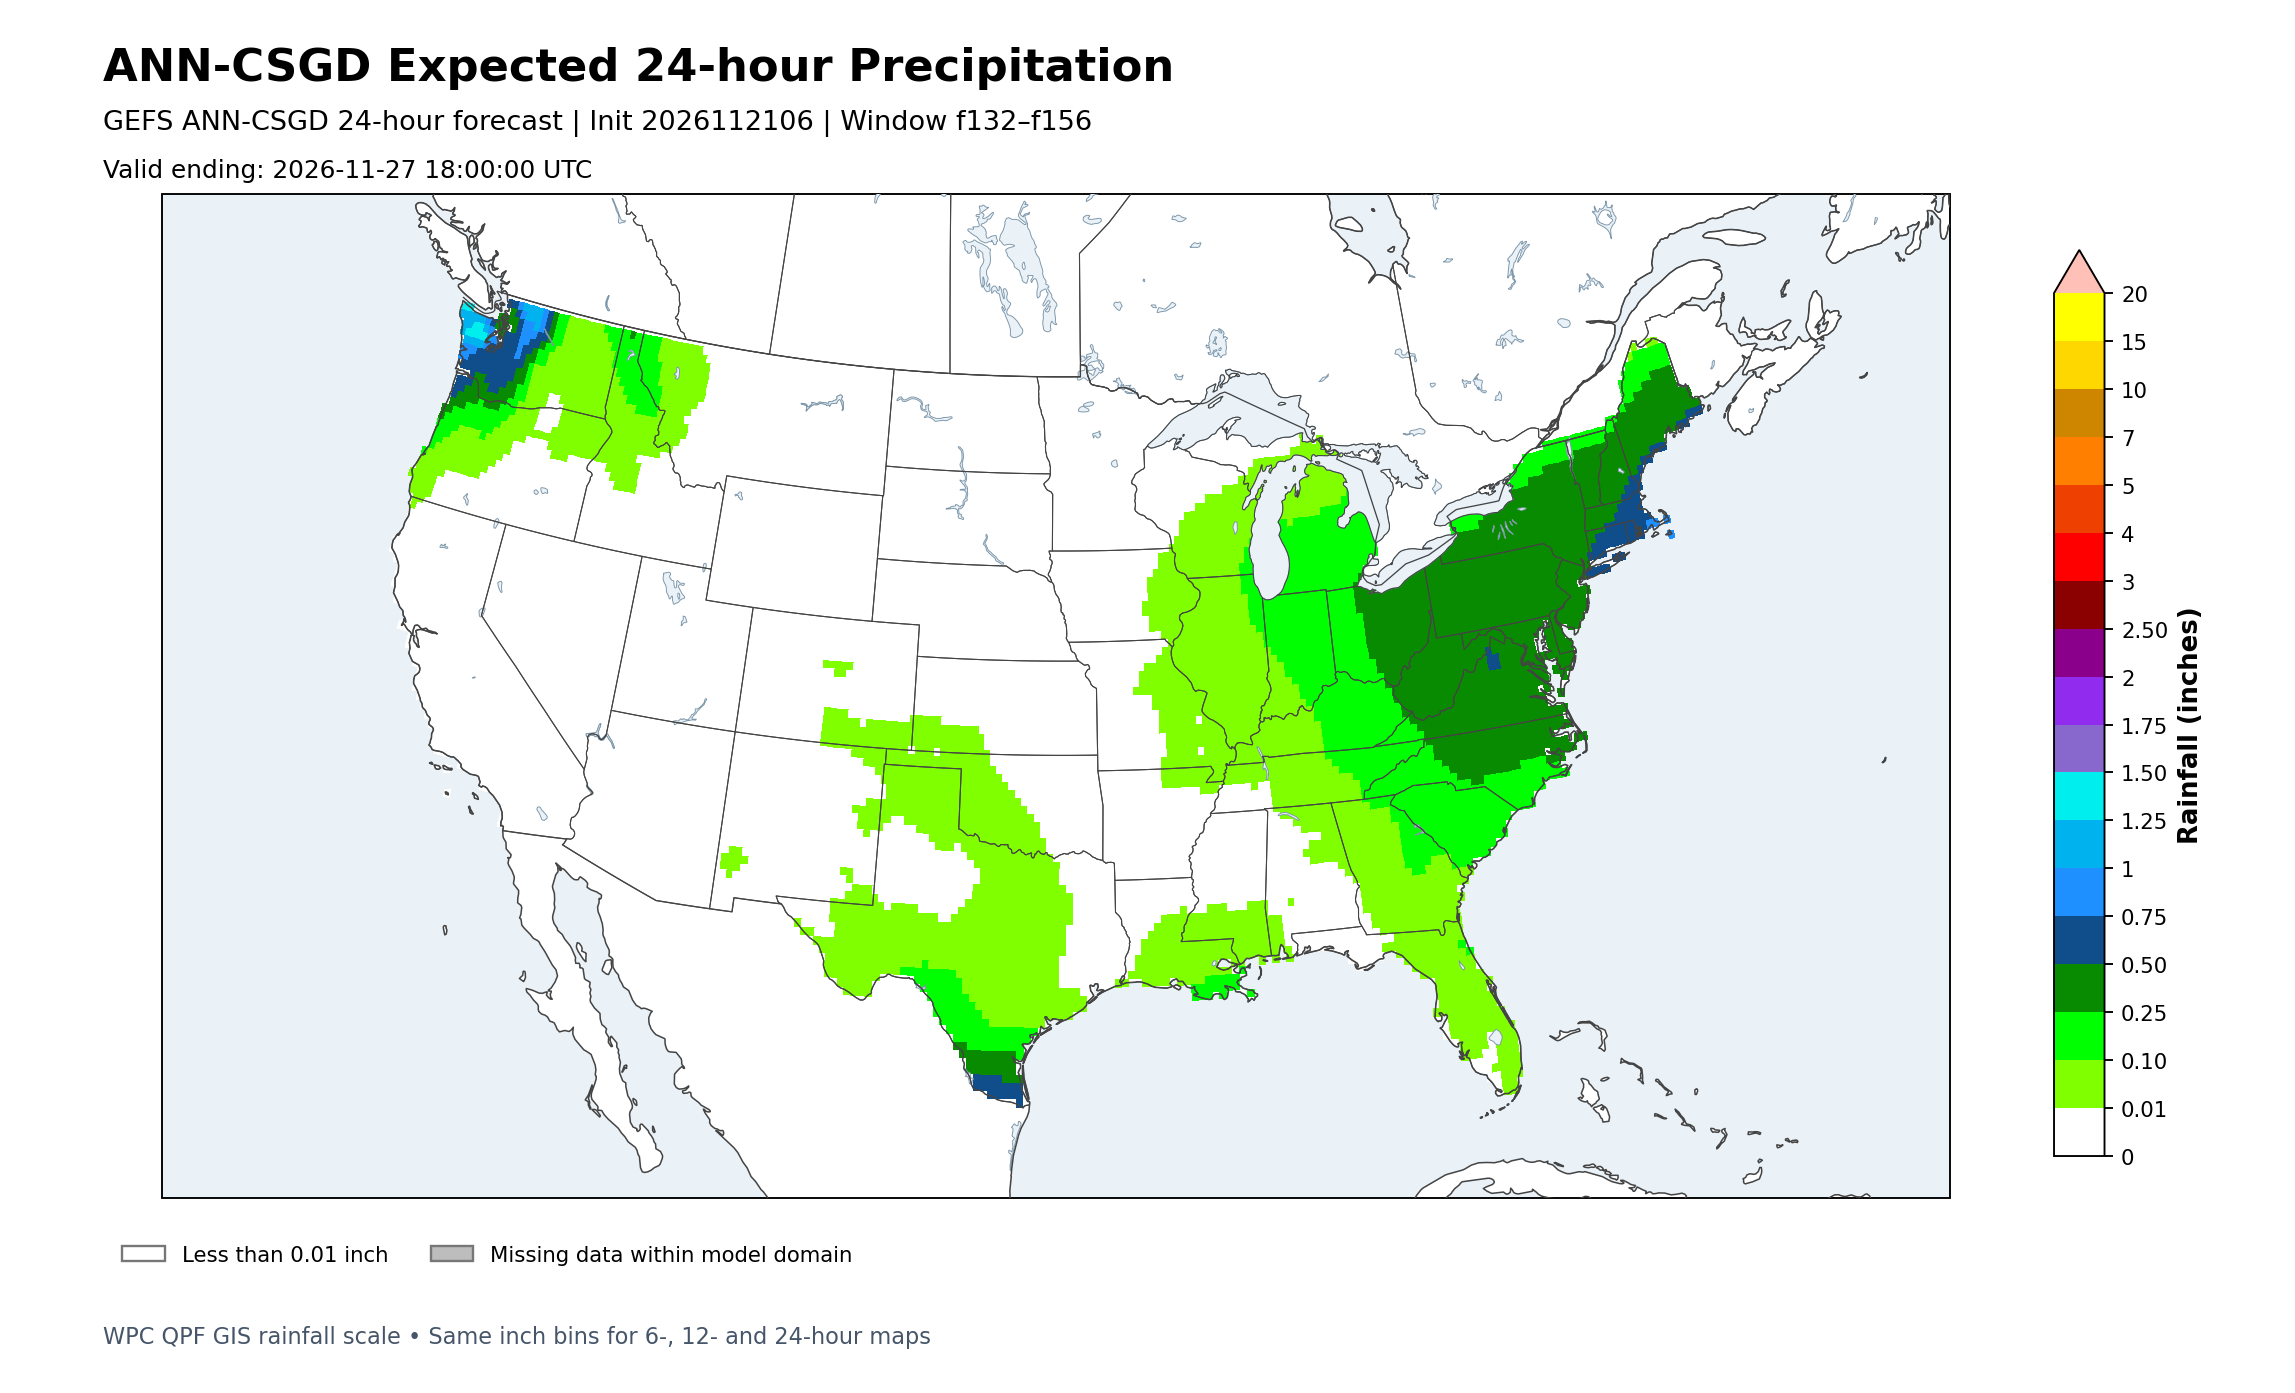 ANN-CSGD Expected 24-hour Precipitation
GEFS ANN-CSGD 24-hour forecast | Init 2026112106 | Window f132–f156
Valid ending: 2026-11-27 18:00:00 UTC
20
15
10
7
5
4
3
2.50
2
1.75
1.50
1.25
1
0.75
0.50
0.25
0.10
0.01
0
Rainfall (inches)
Less than 0.01 inch
Missing data within model domain
WPC QPF GIS rainfall scale • Same inch bins for 6-, 12- and 24-hour maps